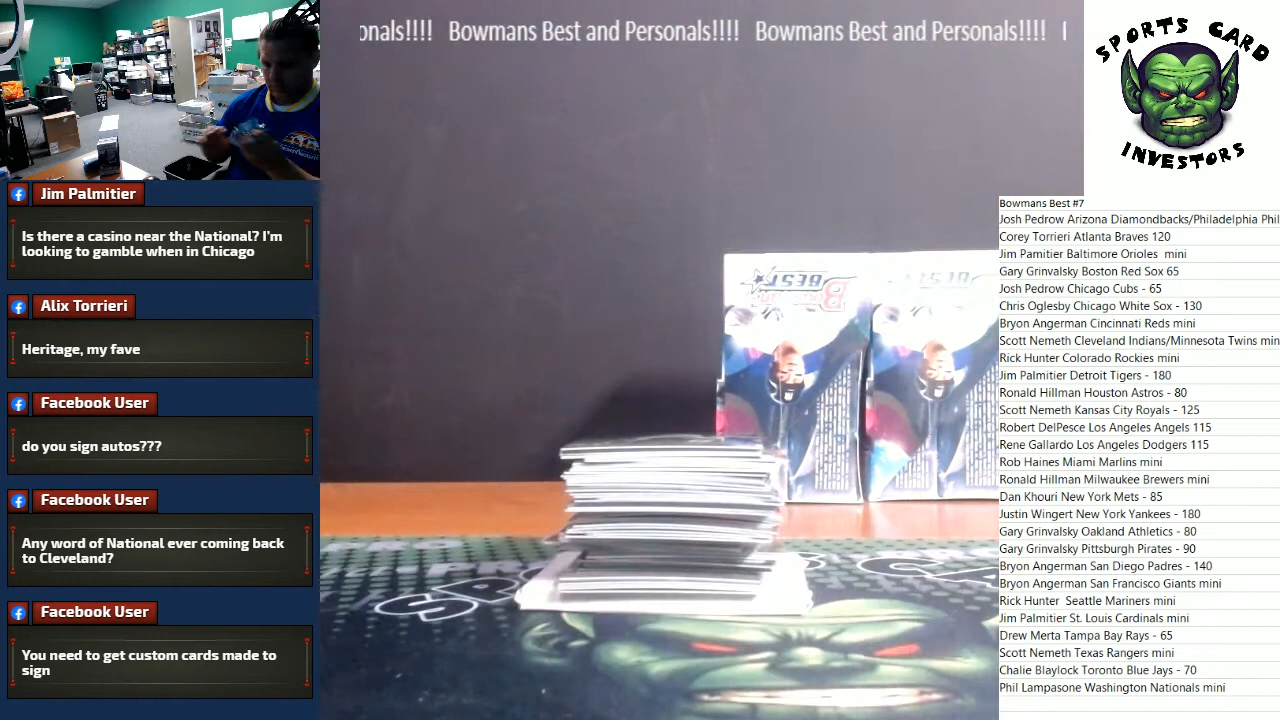 onals!!!! Bowmans Best and Personals!!!! Bowmans Best and Personals!!!!
SPORTS CARD
INVESTORS
Jim Palmitier
Is there a casino near the National? I'm
looking to gamble when in Chicago
Alix Torrieri
Heritage, my fave
Facebook User
do you sign autos???
Facebook User
Any word of National ever coming back
to Cleveland?
Facebook User
You need to get custom cards made to
sign
BEST
Bowmans Best #7
Josh Pedrow Arizona Diamondbacks/Philadelphia Phil
Corey Torrieri Atlanta Braves 120
Jim Pamitier Baltimore Orioles mini
Gary Grinvalsky Boston Red Sox 65
Josh Pedrow Chicago Cubs - 65
Chris Oglesby Chicago White Sox - 130
Bryon Angerman Cincinnati Reds mini
Scott Nemeth Cleveland Indians/Minnesota Twins min
Rick Hunter Colorado Rockies mini
Jim Palmitier Detroit Tigers - 180
Ronald Hillman Houston Astros - 80
Scott Nemeth Kansas City Royals - 125
Robert DelPesce Los Angeles Angels 115
Rene Gallardo Los Angeles Dodgers 115
Rob Haines Miami Marlins mini
Ronald Hillman Milwaukee Brewers mini
Dan Khouri New York Mets - 85
Justin Wingert New York Yankees - 180
Gary Grinvalsky Oakland Athletics - 80
Gary Grinvalsky Pittsburgh Pirates - 90
Bryon Angerman San Diego Padres - 140
Bryon Angerman San Francisco Giants mini
Rick Hunter Seattle Mariners mini
Jim Palmitier St. Louis Cardinals mini
Drew Merta Tampa Bay Rays - 65
Scott Nemeth Texas Rangers mini
Chalie Blaylock Toronto Blue Jays - 70
Phil Lampasone Washington Nationals mini